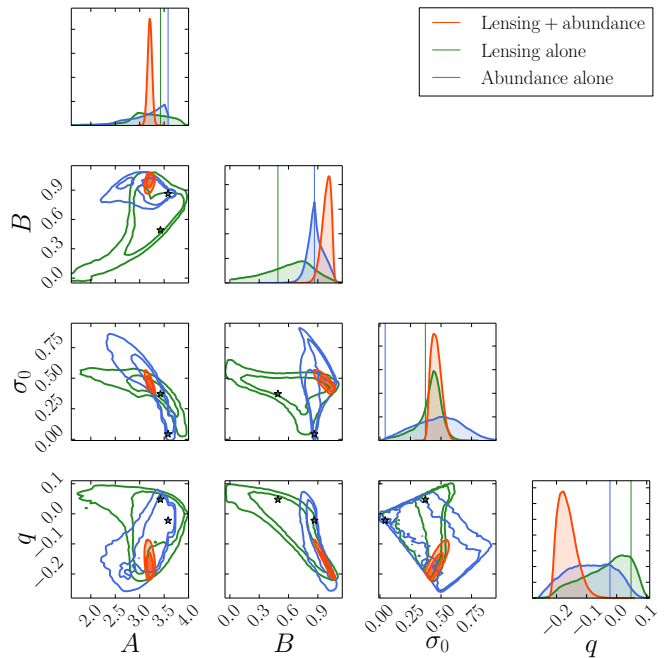 Lensing + abundance
Lensing alone
Abundance alone
B
0.9
0.6
0.3
0.0
σ₀
0.75
0.50
0.25
0.00
q
0.1
0.0
−0.1
−0.2
2.0 2.5 3.0 3.5 4.0
0.0 0.3 0.6 0.9
0.00 0.25 0.50 0.75
−0.2 −0.1 0.0 0.1
A B σ₀ q